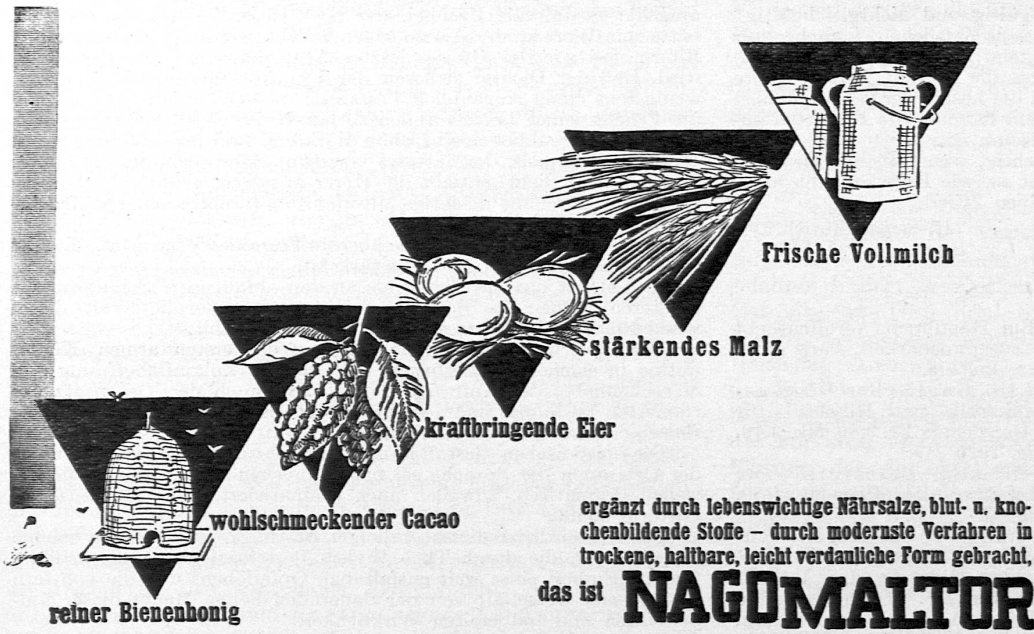 Frische Vollmilch
stärkendes Malz
kraftbringende Eier
wohlschmeckender Cacao
reiner Bienenhonig
ergänzt durch lebenswichtige Nährsalze, blut- u. kno-
chenbildende Stoffe – durch modernste Verfahren in
trockene, haltbare, leicht verdauliche Form gebracht,
das ist NAGOMALTOR